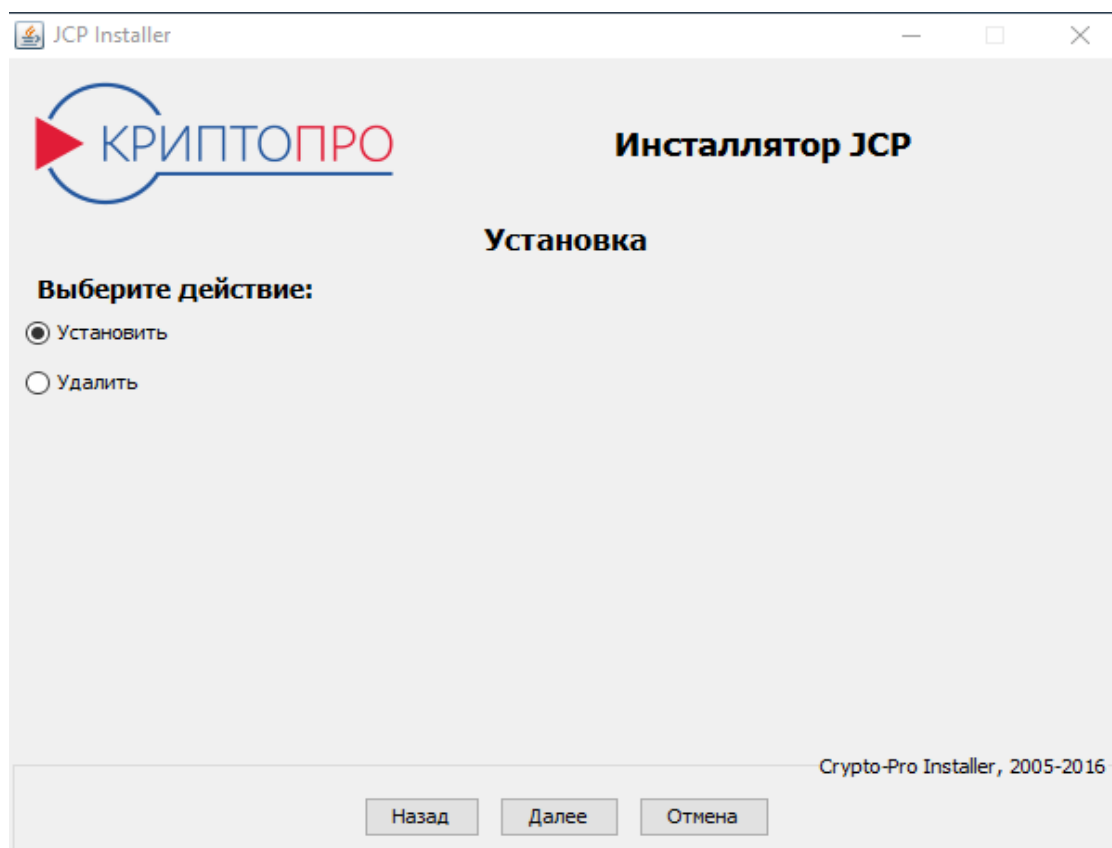 JCP Installer
КРИПТОПРО
Инсталлятор JCP
Установка
Выберите действие:
Установить
Удалить
Crypto-Pro Installer, 2005-2016
Назад
Далее
Отмена